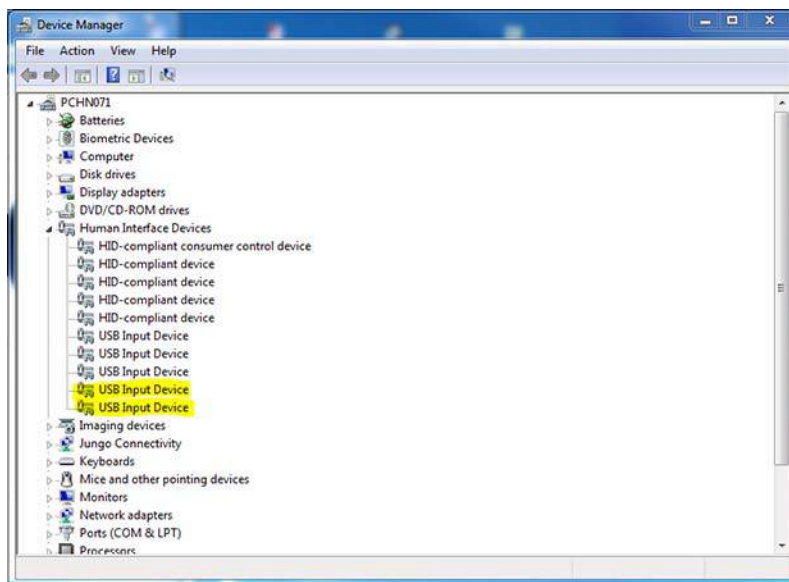 Device Manager
File Action View Help
PCHN071
Batteries
Biometric Devices
Computer
Disk drives
Display adapters
DVD/CD-ROM drives
Human Interface Devices
HID-compliant consumer control device
HID-compliant device
HID-compliant device
HID-compliant device
HID-compliant device
USB Input Device
USB Input Device
USB Input Device
USB Input Device
USB Input Device
Imaging devices
Jungo Connectivity
Keyboards
Mice and other pointing devices
Monitors
Network adapters
Ports (COM & LPT)
Processors